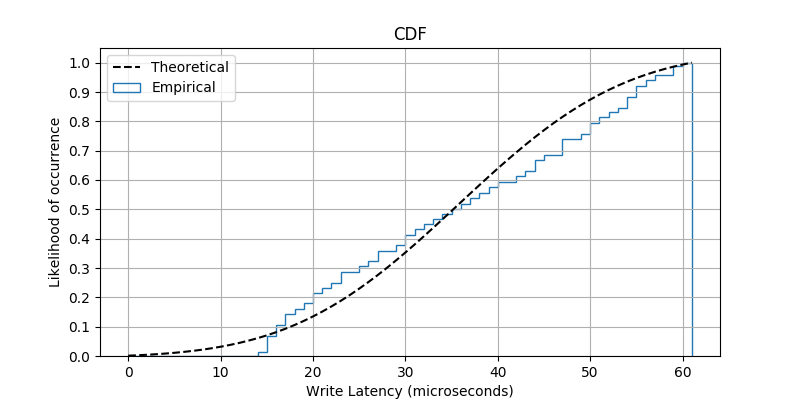 CDF
Theoretical
Empirical
Likelihood of occurrence
1.0
0.9
0.8
0.7
0.6
0.5
0.4
0.3
0.2
0.1
0.0
0 10 20 30 40 50 60
Write Latency (microseconds)